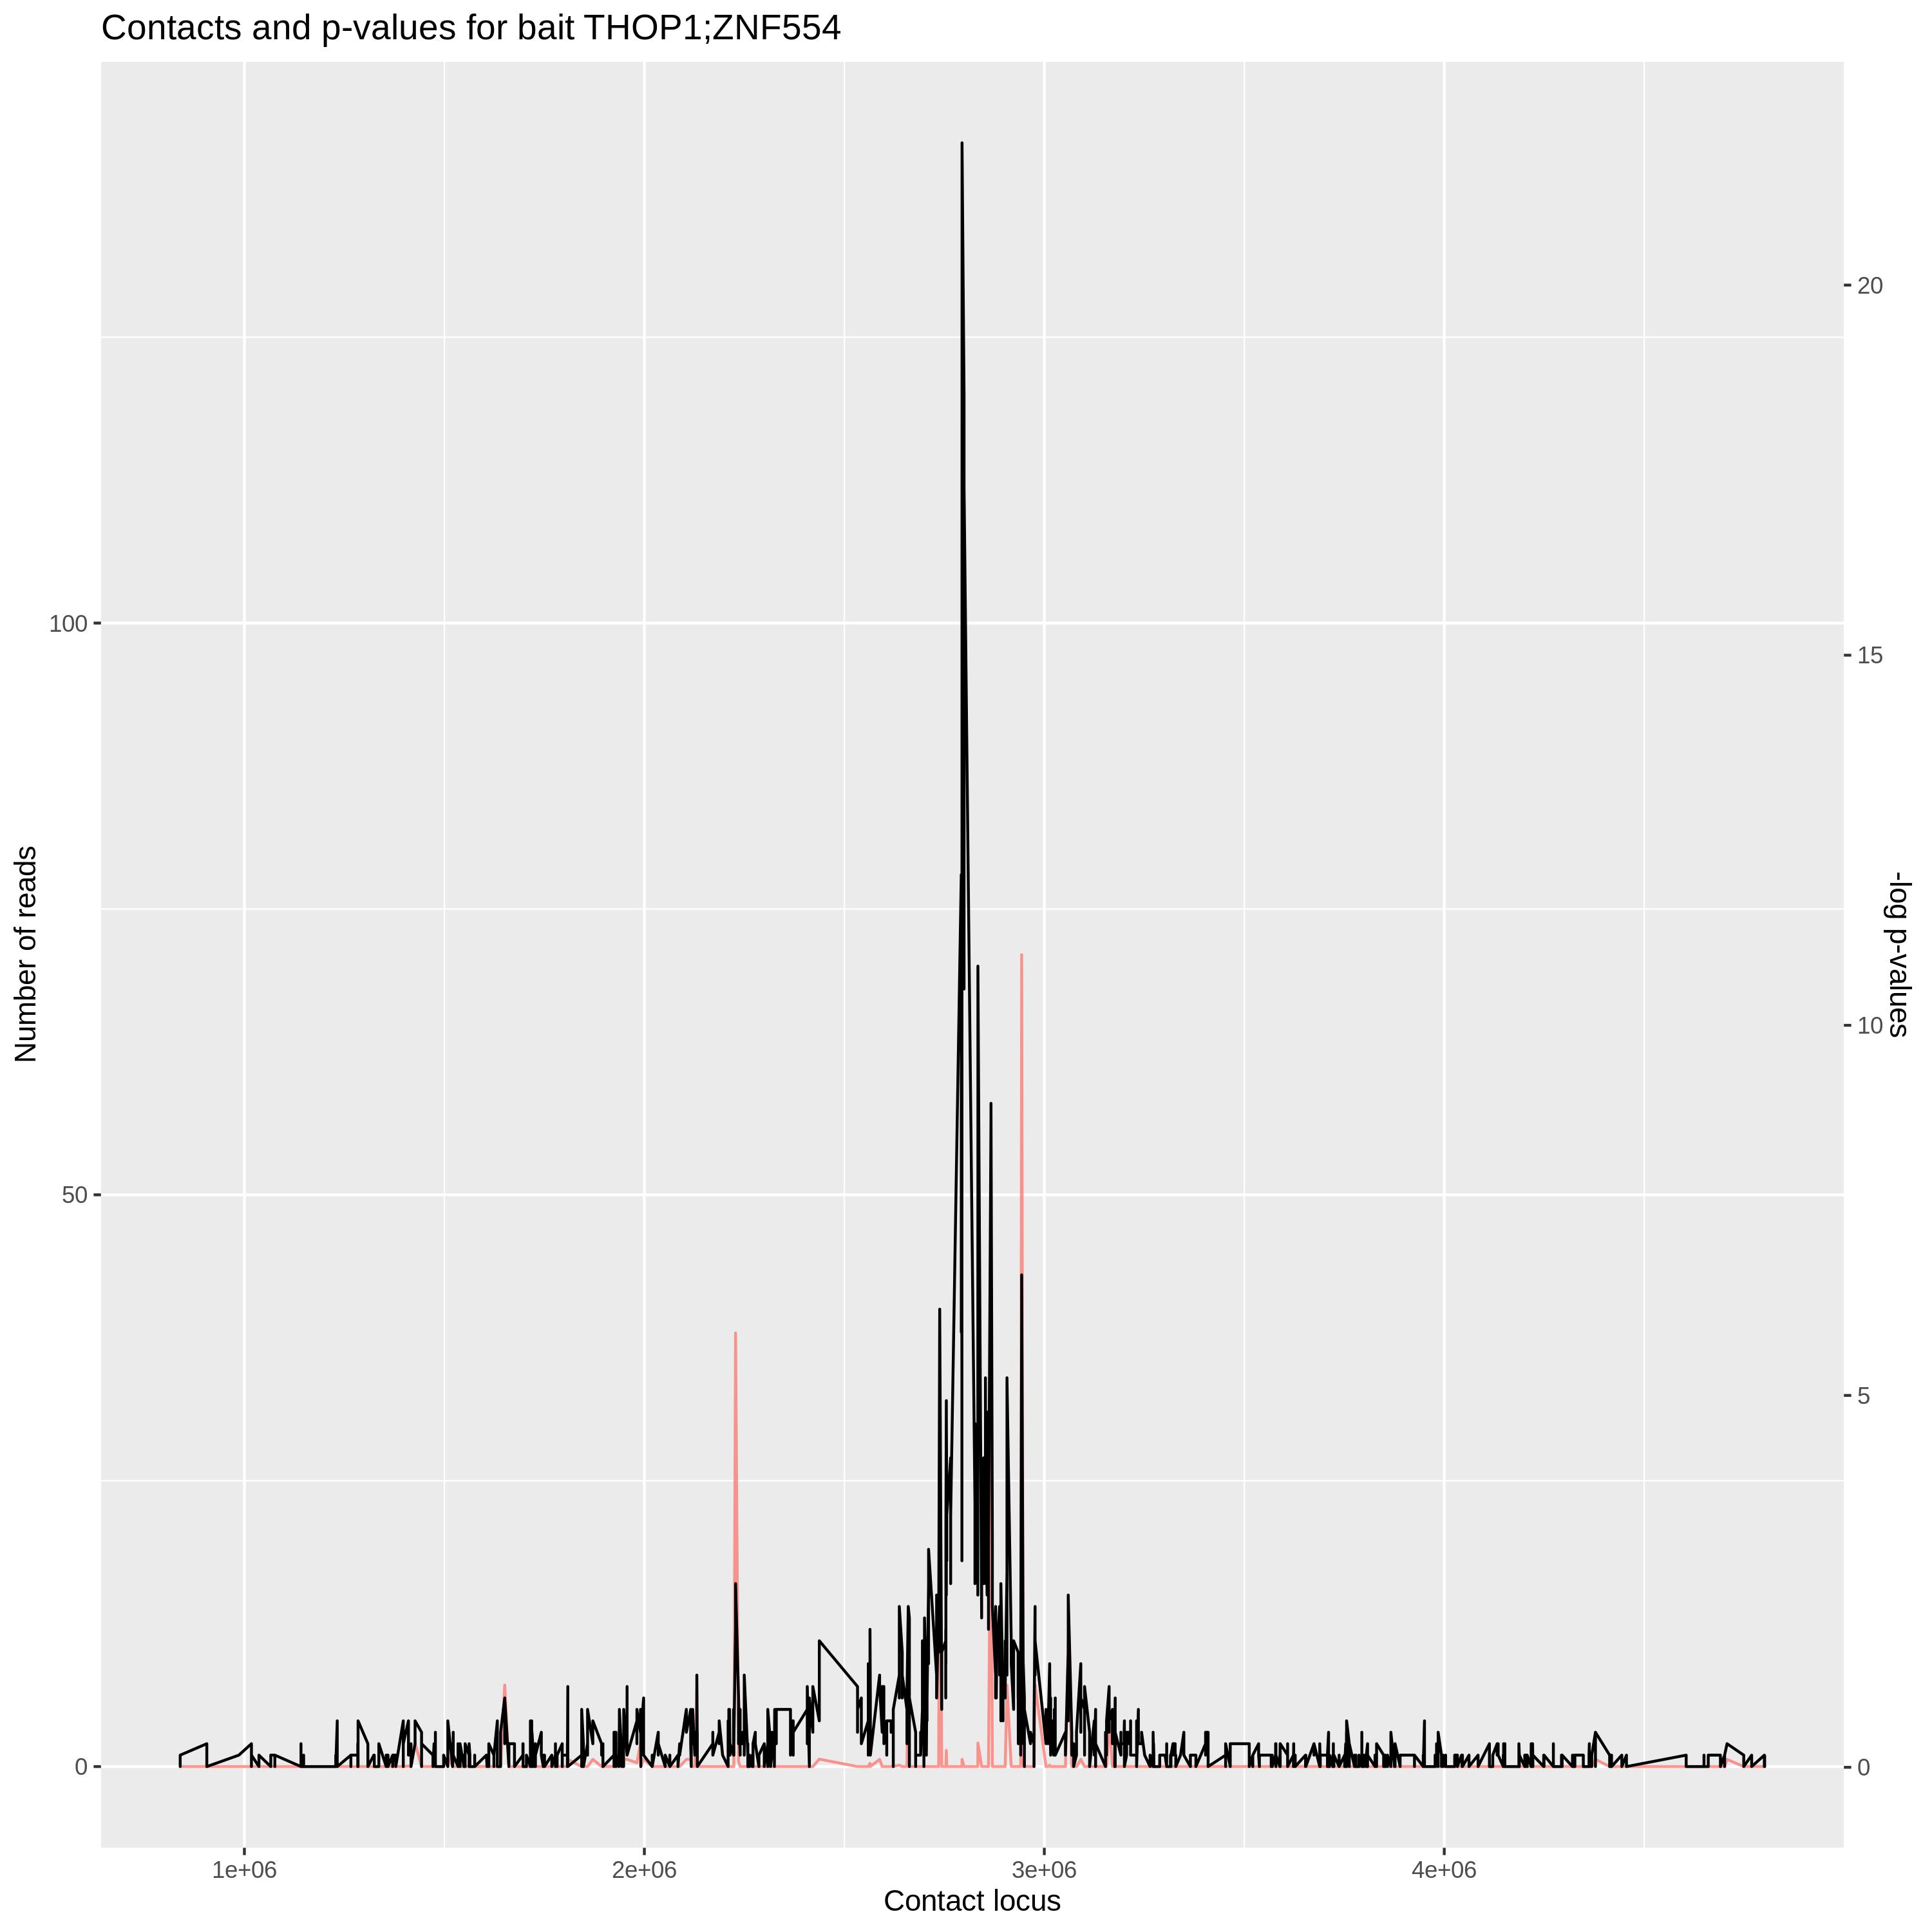 Contacts and p-values for bait THOP1;ZNF554
Number of reads
100
50
0
20
15
10
5
0
-log p-values
1e+06
2e+06
3e+06
4e+06
Contact locus